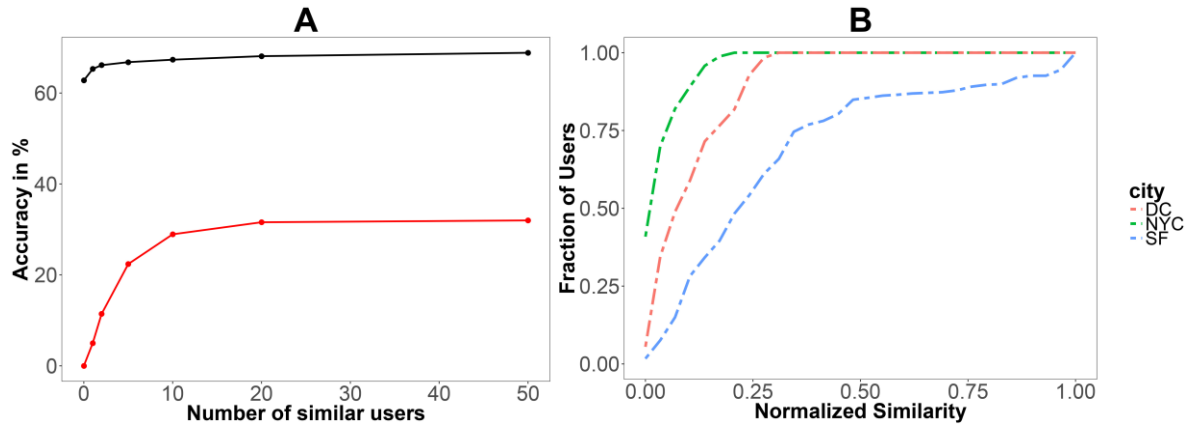 A
B
Accuracy in %
60
40
20
0
0 10 20 30 40 50
Number of similar users
Fraction of Users
1.00
0.75
0.50
0.25
0.00
0.00 0.25 0.50 0.75 1.00
Normalized Similarity
city
DC
NYC
SF